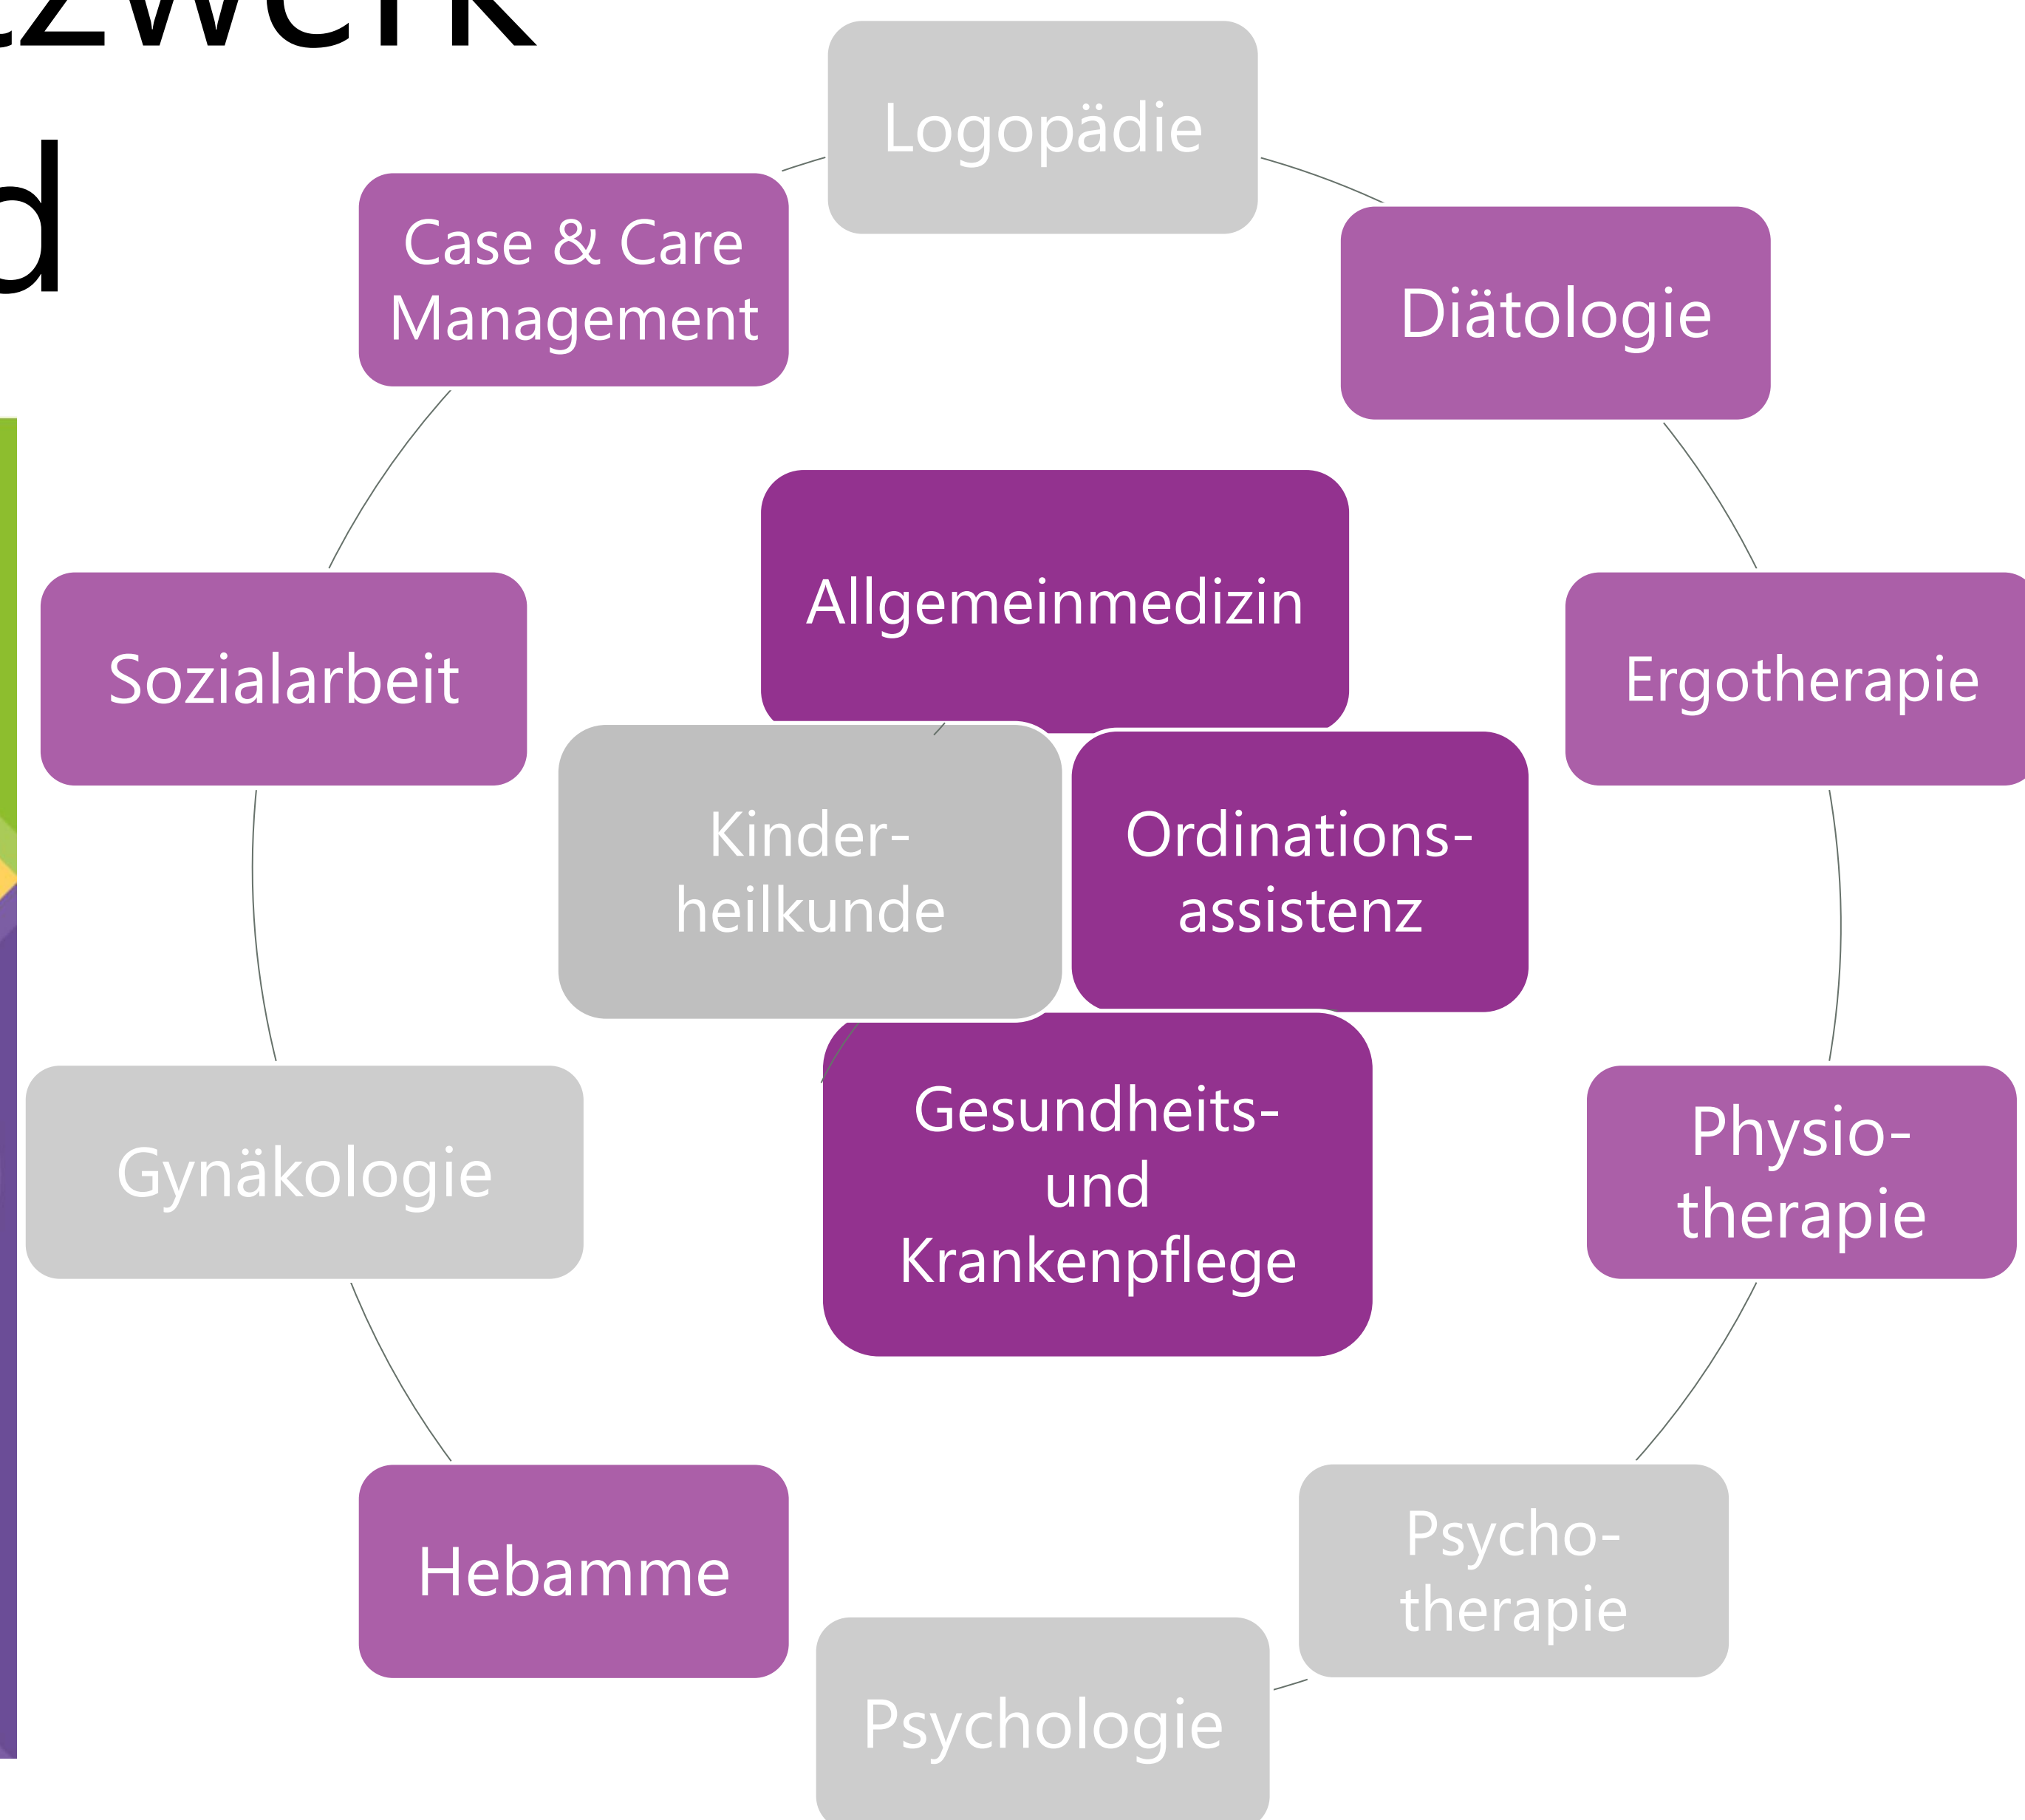 Logopädie
Case & Care
Management
Diätologie
Allgemeinmedizin
Sozialarbeit
Ergotherapie
Kinder-
heilkunde
Ordinations-
assistenz
Gesundheits-
und
Krankenpflege
Gynäkologie
Physio-
therapie
Hebamme
Psycho-
therapie
Psychologie